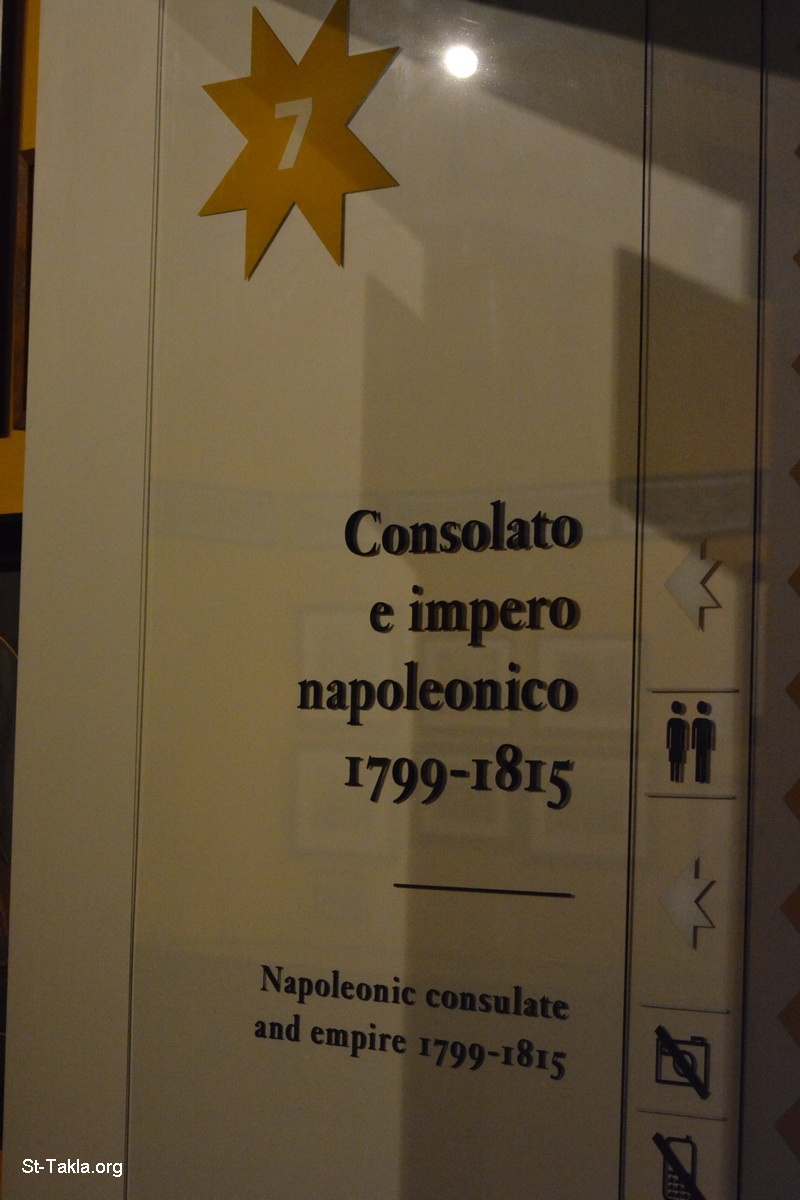 7
Consolato
e impero
napoleonico
1799-1815
Napoleonic consulate
and empire 1799-1815
St-Takla.org